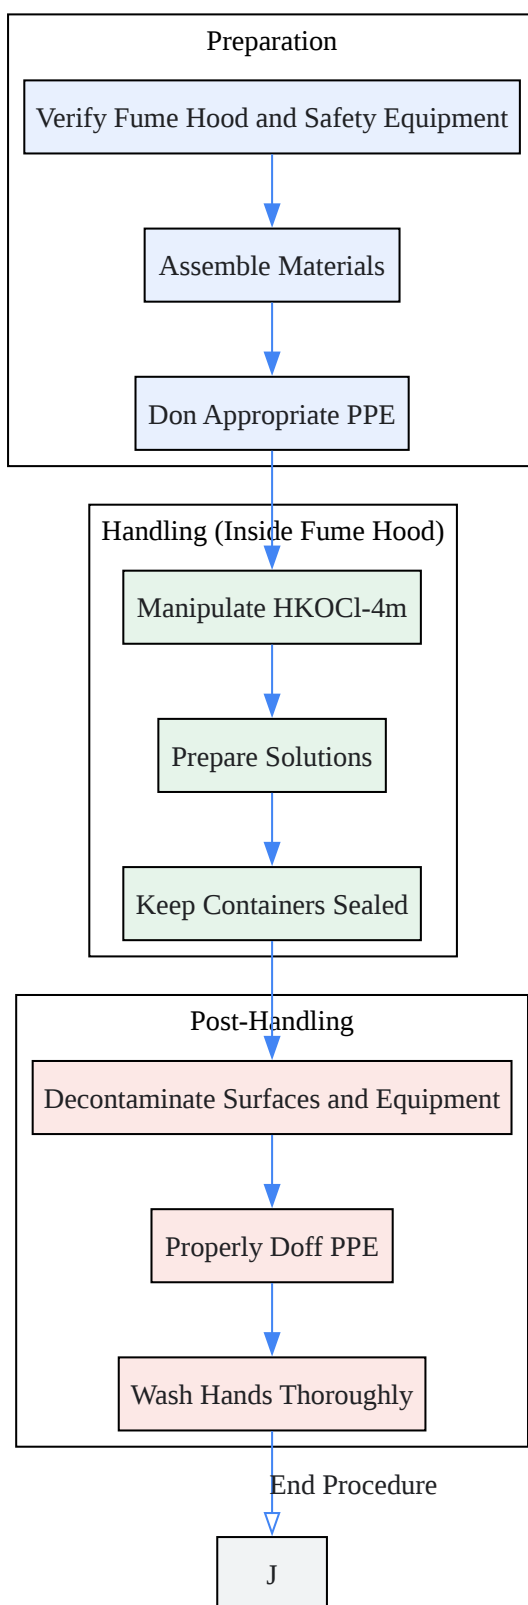 Preparation
Verify Fume Hood and Safety Equipment
Assemble Materials
Don Appropriate PPE
Handling (Inside Fume Hood)
Manipulate HKOCl-4m
Prepare Solutions
Keep Containers Sealed
Post-Handling
Decontaminate Surfaces and Equipment
Properly Doff PPE
Wash Hands Thoroughly
End Procedure
J